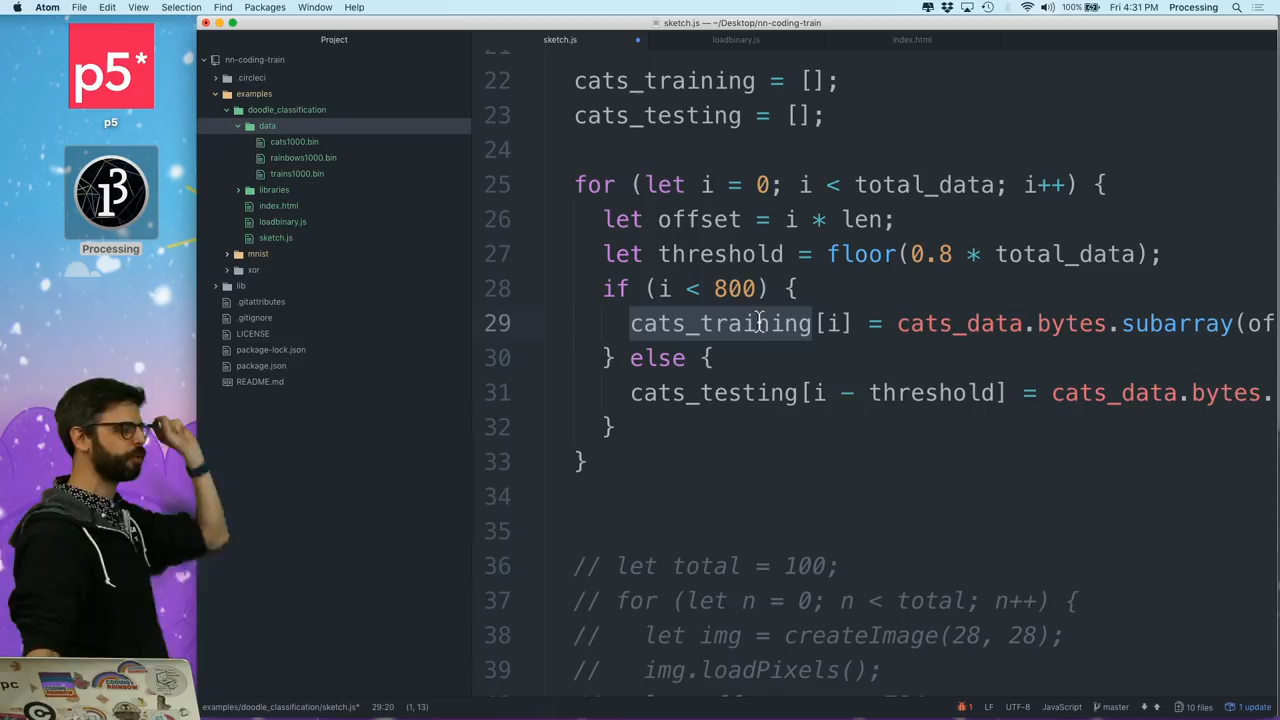 Atom File Edit View Selection Find Packages Window Help
100% Fri 4:31 PM Processing
sketch.js — ~/Desktop/nn-coding-train
Project
sketch.js
loadbinary.js
index.html
nn-coding-train
.circleci
examples
doodle_classification
data
cats1000.bin
rainbows1000.bin
trains1000.bin
libraries
index.html
loadbinary.js
sketch.js
mnist
xor
lib
.gitattributes
.gitignore
LICENSE
package-lock.json
package.json
README.md
p5*
p5
Processing
21
22 cats_training = [];
23 cats_testing = [];
24
25 for (let i = 0; i < total_data; i++) {
26 let offset = i * len;
27 let threshold = floor(0.8 * total_data);
28 if (i < 800) {
29 cats_training[i] = cats_data.bytes.subarray(of
30 } else {
31 cats_testing[i - threshold] = cats_data.bytes.
32 }
33 }
34
35
36 // let total = 100;
37 // for (let n = 0; n < total; n++) {
38 // let img = createImage(28, 28);
39 // img.loadPixels();
examples/doodle_classification/sketch.js* 29:20 (1, 13)
1 LF UTF-8 JavaScript master 10 files 1 update
pc
CODING RAINBOW